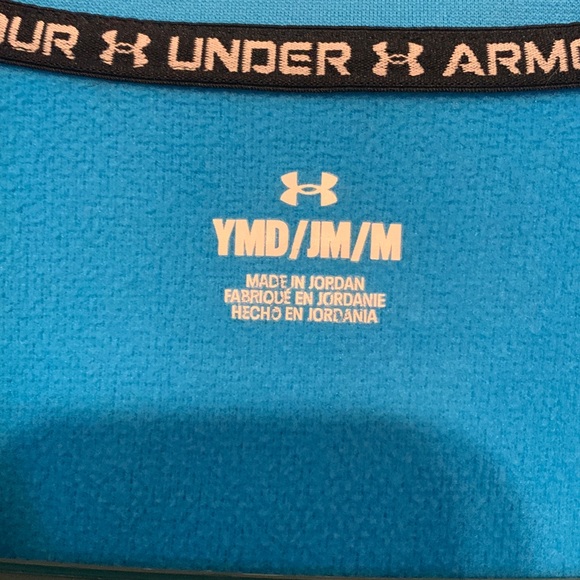 OUR UNDER ARMO
YMD/JM/M
MADE IN JORDAN
FABRIQUÉ EN JORDANIE
HECHO EN JORDANIA